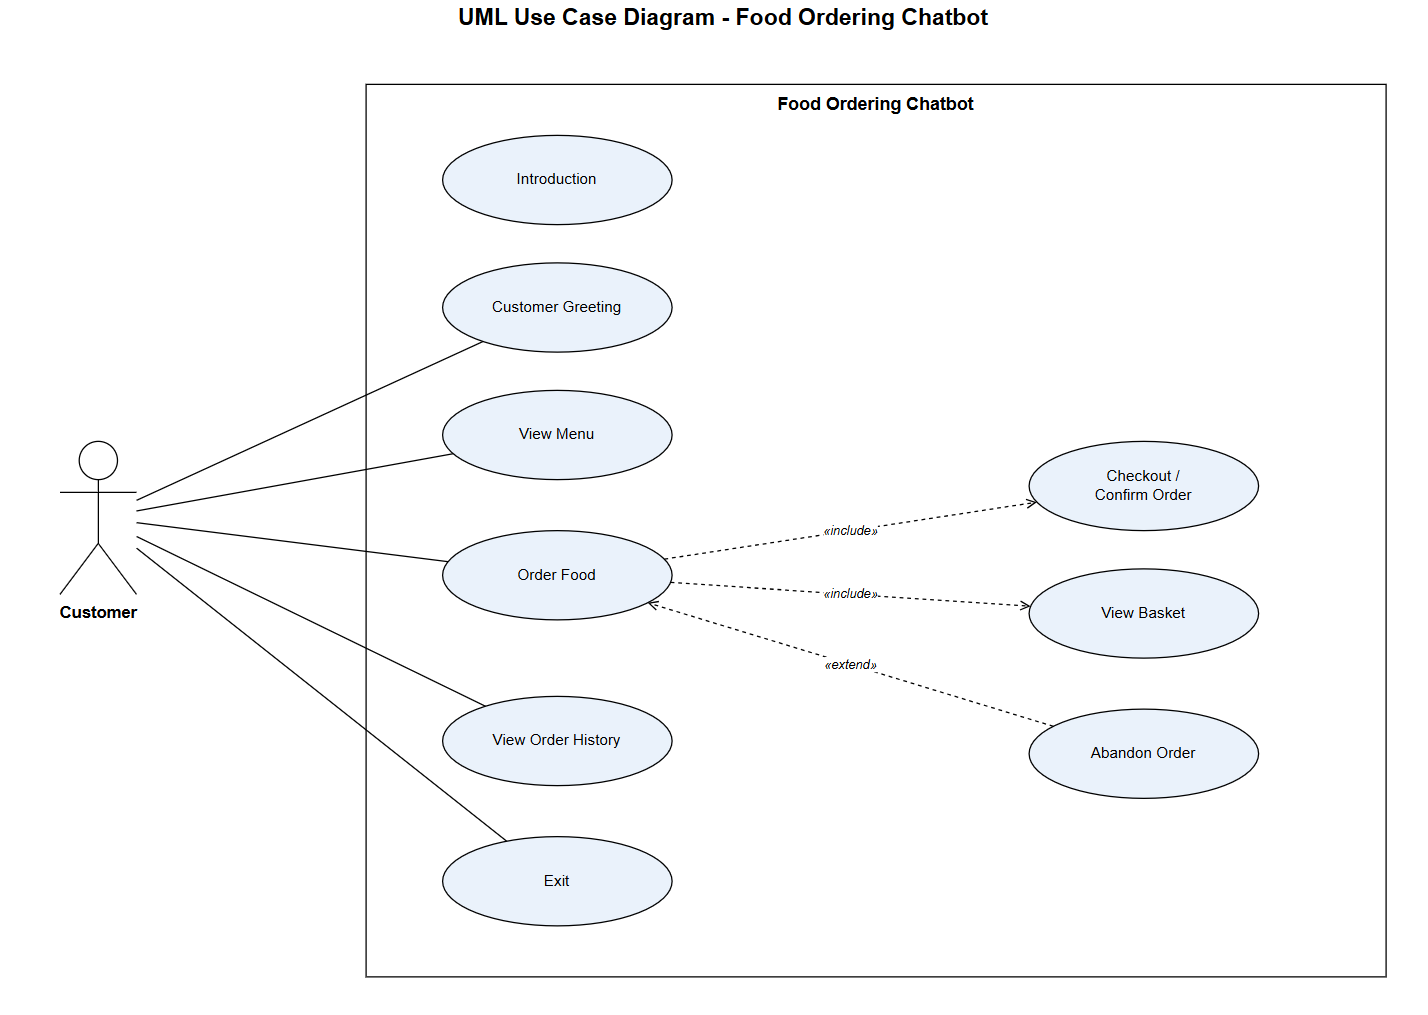 UML Use Case Diagram - Food Ordering Chatbot
Food Ordering Chatbot
Introduction
Customer Greeting
View Menu
Checkout /
Confirm Order
«include»
Order Food
«include»
View Basket
Customer
«extend»
View Order History
Abandon Order
Exit